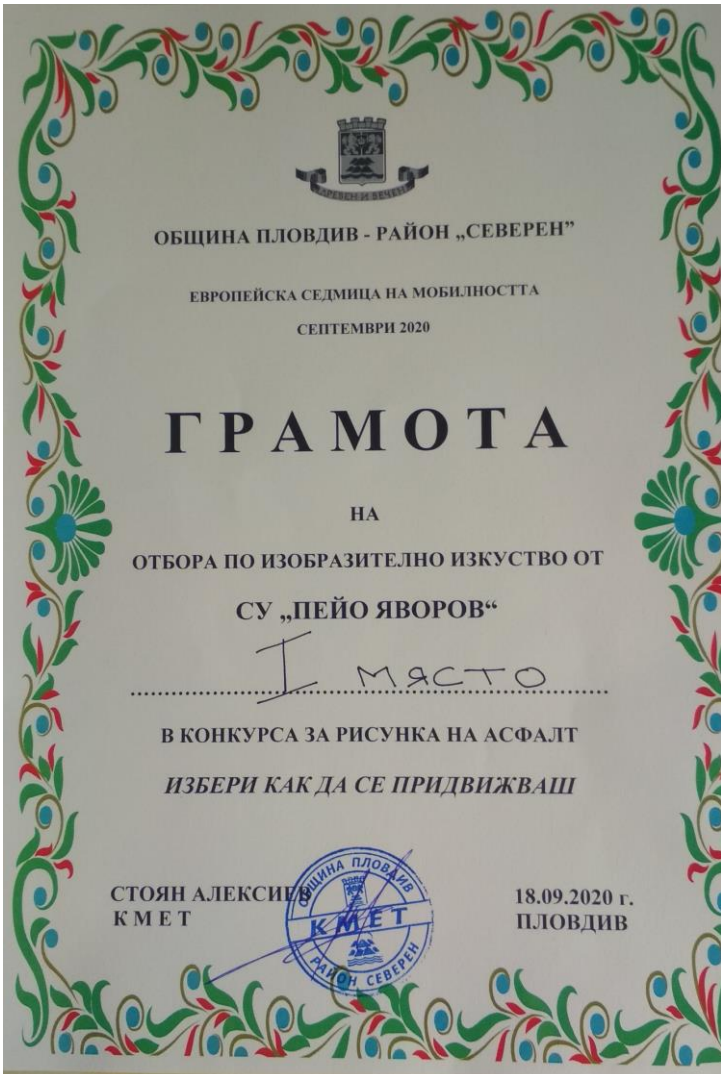 ДРЕВЕН И ВЕЧЕН
ОБЩИНА ПЛОВДИВ - РАЙОН „СЕВЕРЕН”
ЕВРОПЕЙСКА СЕДМИЦА НА МОБИЛНОСТТА
СЕПТЕМВРИ 2020
ГРАМОТА
НА
ОТБОРА ПО ИЗОБРАЗИТЕЛНО ИЗКУСТВО ОТ
СУ „ПЕЙО ЯВОРОВ“
I МЯСТО
В КОНКУРСА ЗА РИСУНКА НА АСФАЛТ
ИЗБЕРИ КАК ДА СЕ ПРИДВИЖВАШ
СТОЯН АЛЕКСИЕВ
КМЕТ
ОБЩИНА ПЛОВДИВ
КМЕТ
РАЙОН СЕВЕРЕН
18.09.2020 г.
ПЛОВДИВ